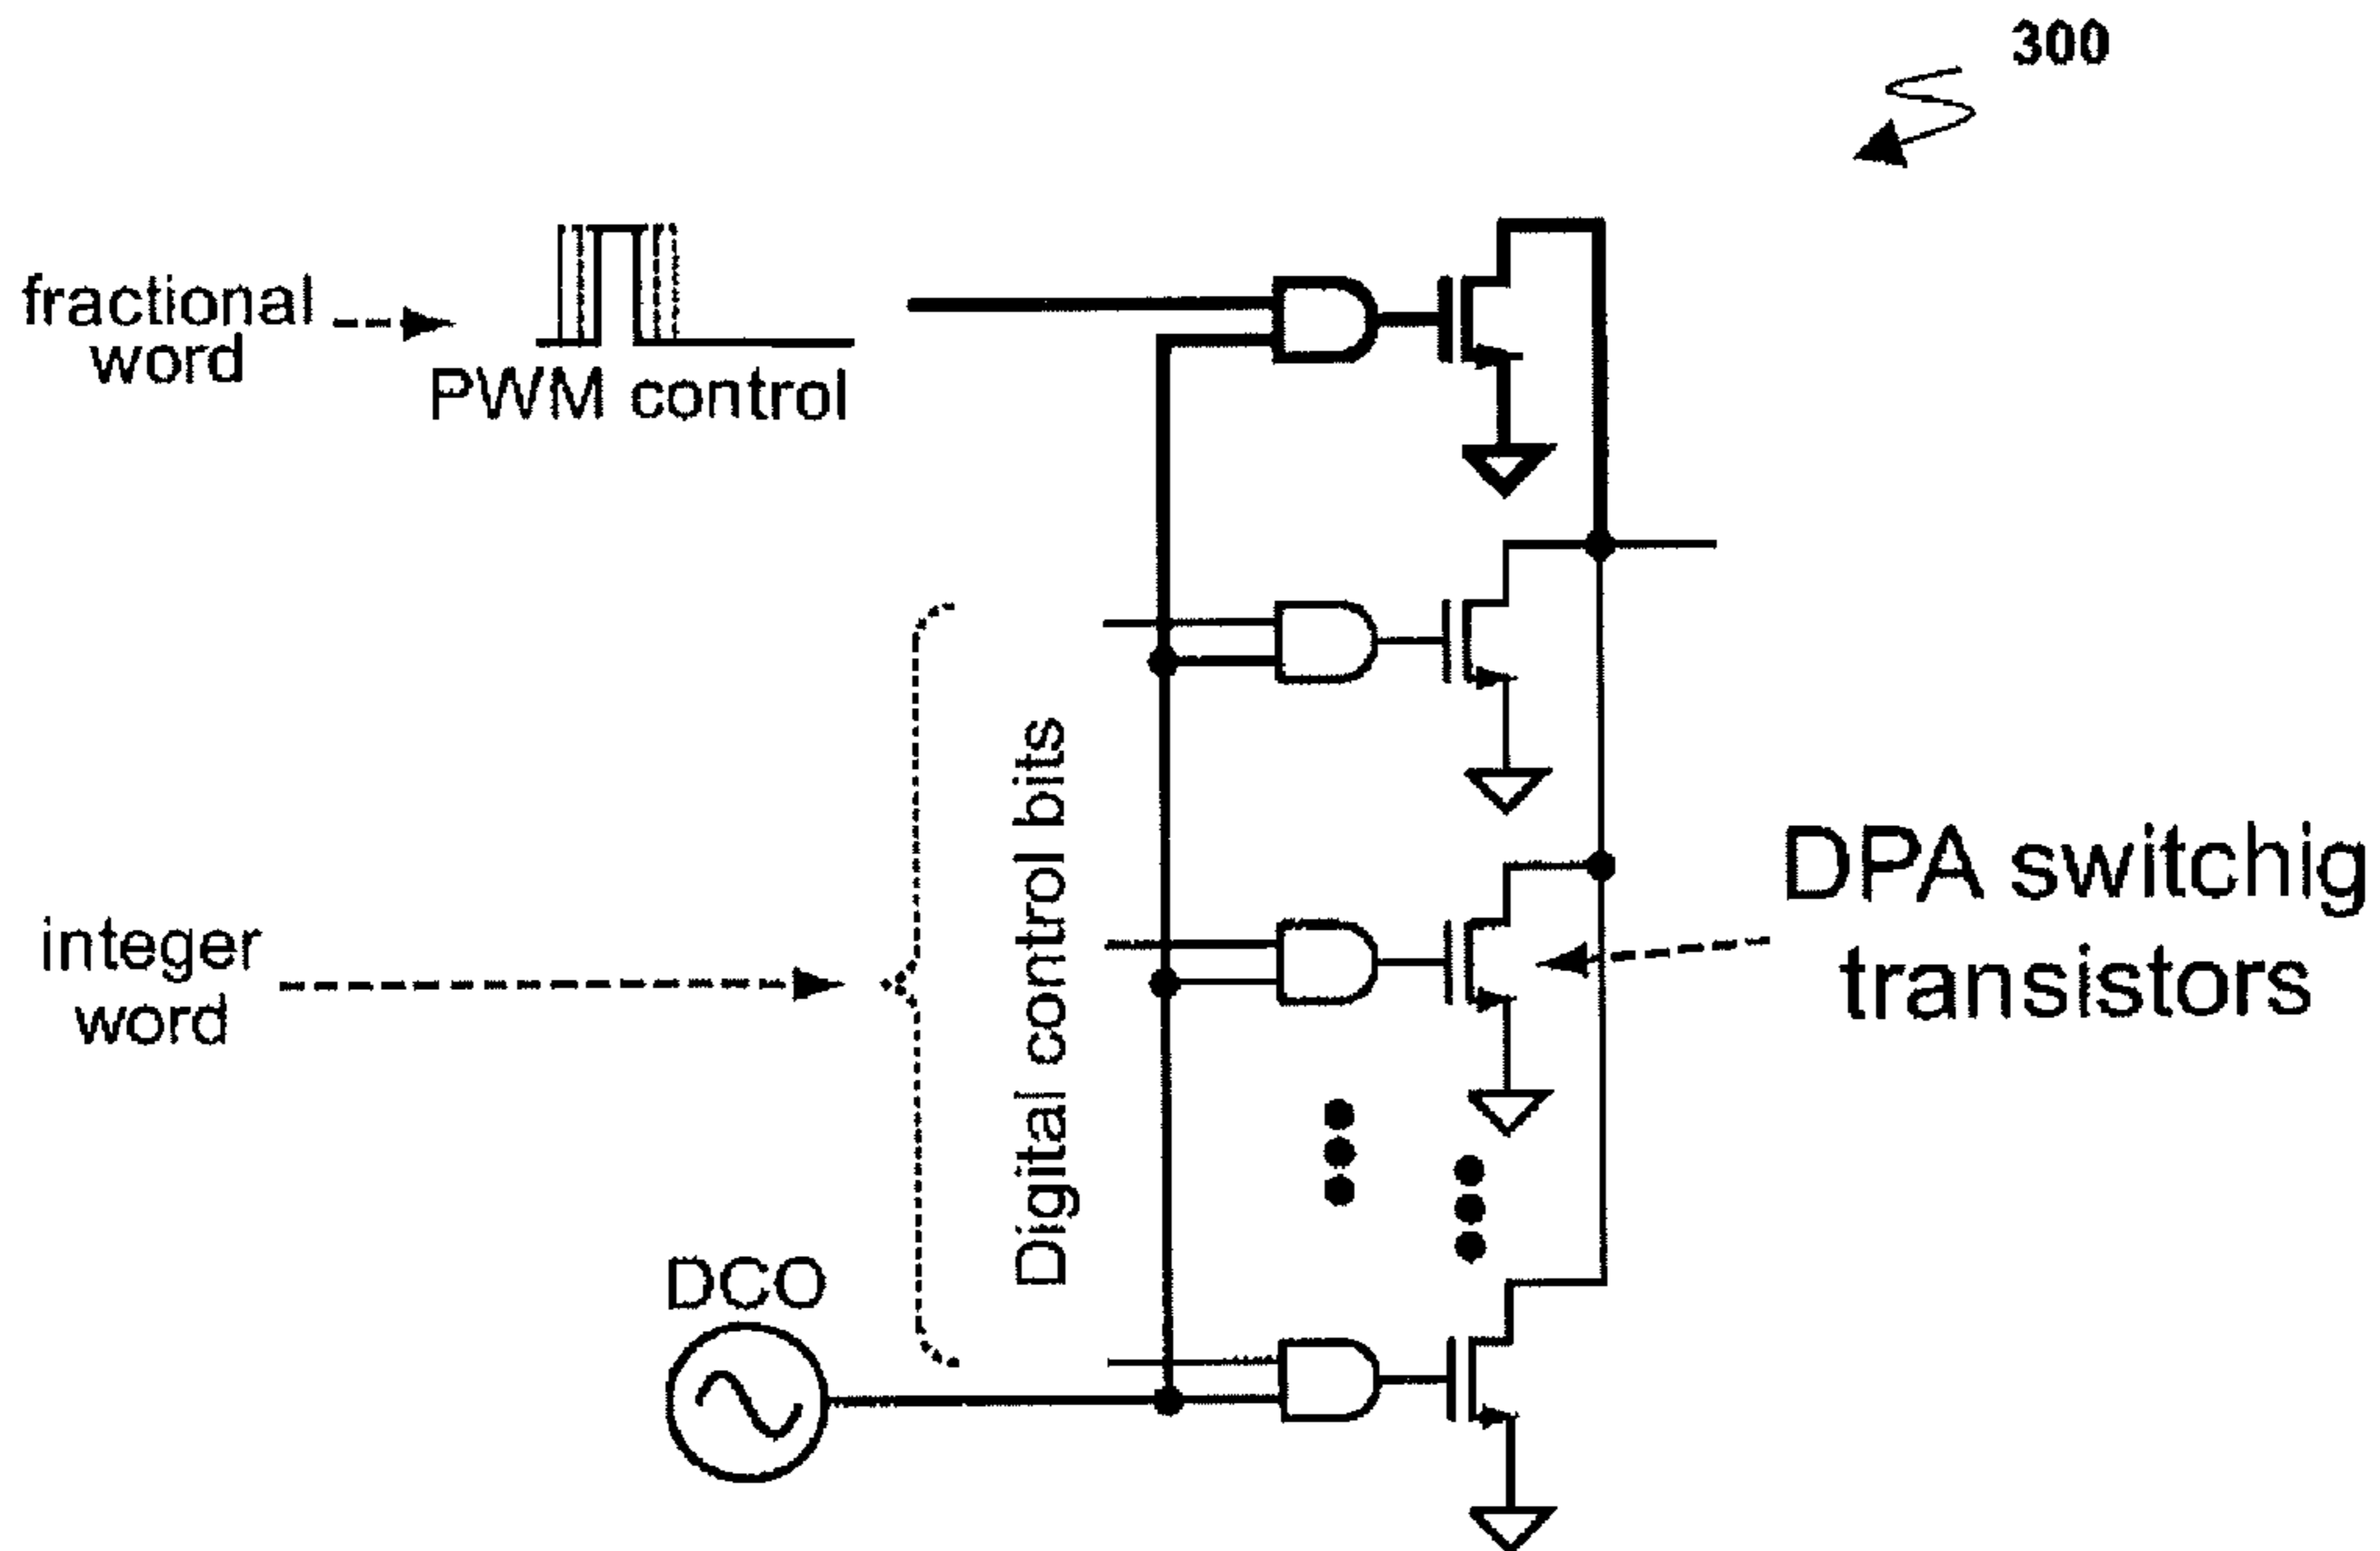 300
fractional
word
PWM control
Digital control bits
integer
word
DPA switchig
transistors
DCO